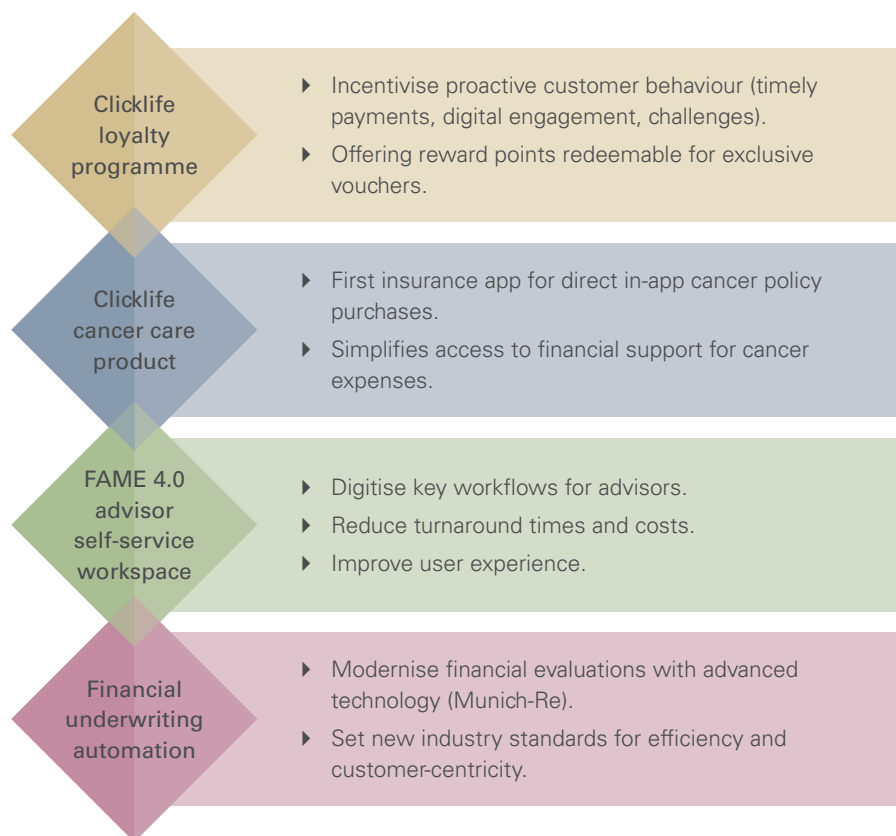 Clicklife
loyalty
programme
Incentivise proactive customer behaviour (timely
payments, digital engagement, challenges).
Offering reward points redeemable for exclusive
vouchers.
Clicklife
cancer care
product
First insurance app for direct in-app cancer policy
purchases.
Simplifies access to financial support for cancer
expenses.
FAME 4.0
advisor
self-service
workspace
Digitise key workflows for advisors.
Reduce turnaround times and costs.
Improve user experience.
Financial
underwriting
automation
Modernise financial evaluations with advanced
technology (Munich-Re).
Set new industry standards for efficiency and
customer-centricity.